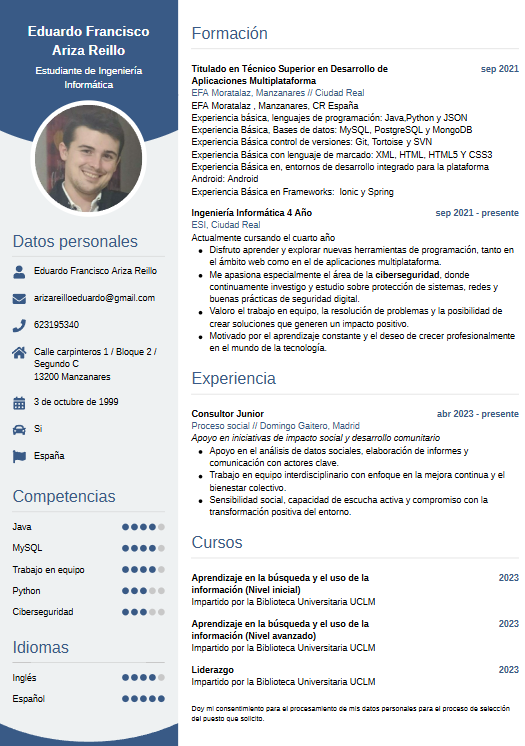 Eduardo Francisco
Ariza Reillo
Estudiante de Ingeniería
Informática
Datos personales
Eduardo Francisco Ariza Reillo
arizareilloeduardo@gmail.com
623195340
Calle carpinteros 1 / Bloque 2 /
Segundo C
13200 Manzanares
3 de octubre de 1999
Si
España
Competencias
Java
MySQL
Trabajo en equipo
Python
Ciberseguridad
Idiomas
Inglés
Español
Formación
Titulado en Técnico Superior en Desarrollo de sep 2021
Aplicaciones Multiplataforma
EFA Moratalaz, Manzanares // Ciudad Real
EFA Moratalaz , Manzanares, CR España
Experiencia básica, lenguajes de programación: Java,Python y JSON
Experiencia Básica, Bases de datos: MySQL, PostgreSQL y MongoDB
Experiencia Básica control de versiones: Git, Tortoise y SVN
Experiencia Básica con lenguaje de marcado: XML, HTML, HTML5 Y CSS3
Experiencia Básica en, entornos de desarrollo integrado para la plataforma
Android: Android
Experiencia Básica en Frameworks: Ionic y Spring
Ingeniería Informática 4 Año sep 2021 - presente
ESI, Ciudad Real
Actualmente cursando el cuarto año
• Disfruto aprender y explorar nuevas herramientas de programación, tanto en
el ámbito web como en el de aplicaciones multiplataforma.
• Me apasiona especialmente el área de la ciberseguridad, donde
continuamente investigo y estudio sobre protección de sistemas, redes y
buenas prácticas de seguridad digital.
• Valoro el trabajo en equipo, la resolución de problemas y la posibilidad de
crear soluciones que generen un impacto positivo.
• Motivado por el aprendizaje constante y el deseo de crecer profesionalmente
en el mundo de la tecnología.
Experiencia
Consultor Junior abr 2023 - presente
Proceso social // Domingo Gaitero, Madrid
Apoyo en iniciativas de impacto social y desarrollo comunitario
• Apoyo en el análisis de datos sociales, elaboración de informes y
comunicación con actores clave.
• Trabajo en equipo interdisciplinario con enfoque en la mejora continua y el
bienestar colectivo.
• Sensibilidad social, capacidad de escucha activa y compromiso con la
transformación positiva del entorno.
Cursos
Aprendizaje en la búsqueda y el uso de la 2023
información (Nivel inicial)
Impartido por la Biblioteca Universitaria UCLM
Aprendizaje en la búsqueda y el uso de la 2023
información (Nivel avanzado)
Impartido por la Biblioteca Universitaria UCLM
Liderazgo 2023
Impartido por la Biblioteca Universitaria UCLM
Doy mi consentimiento para el procesamiento de mis datos personales para el proceso de selección
del puesto que solicito.